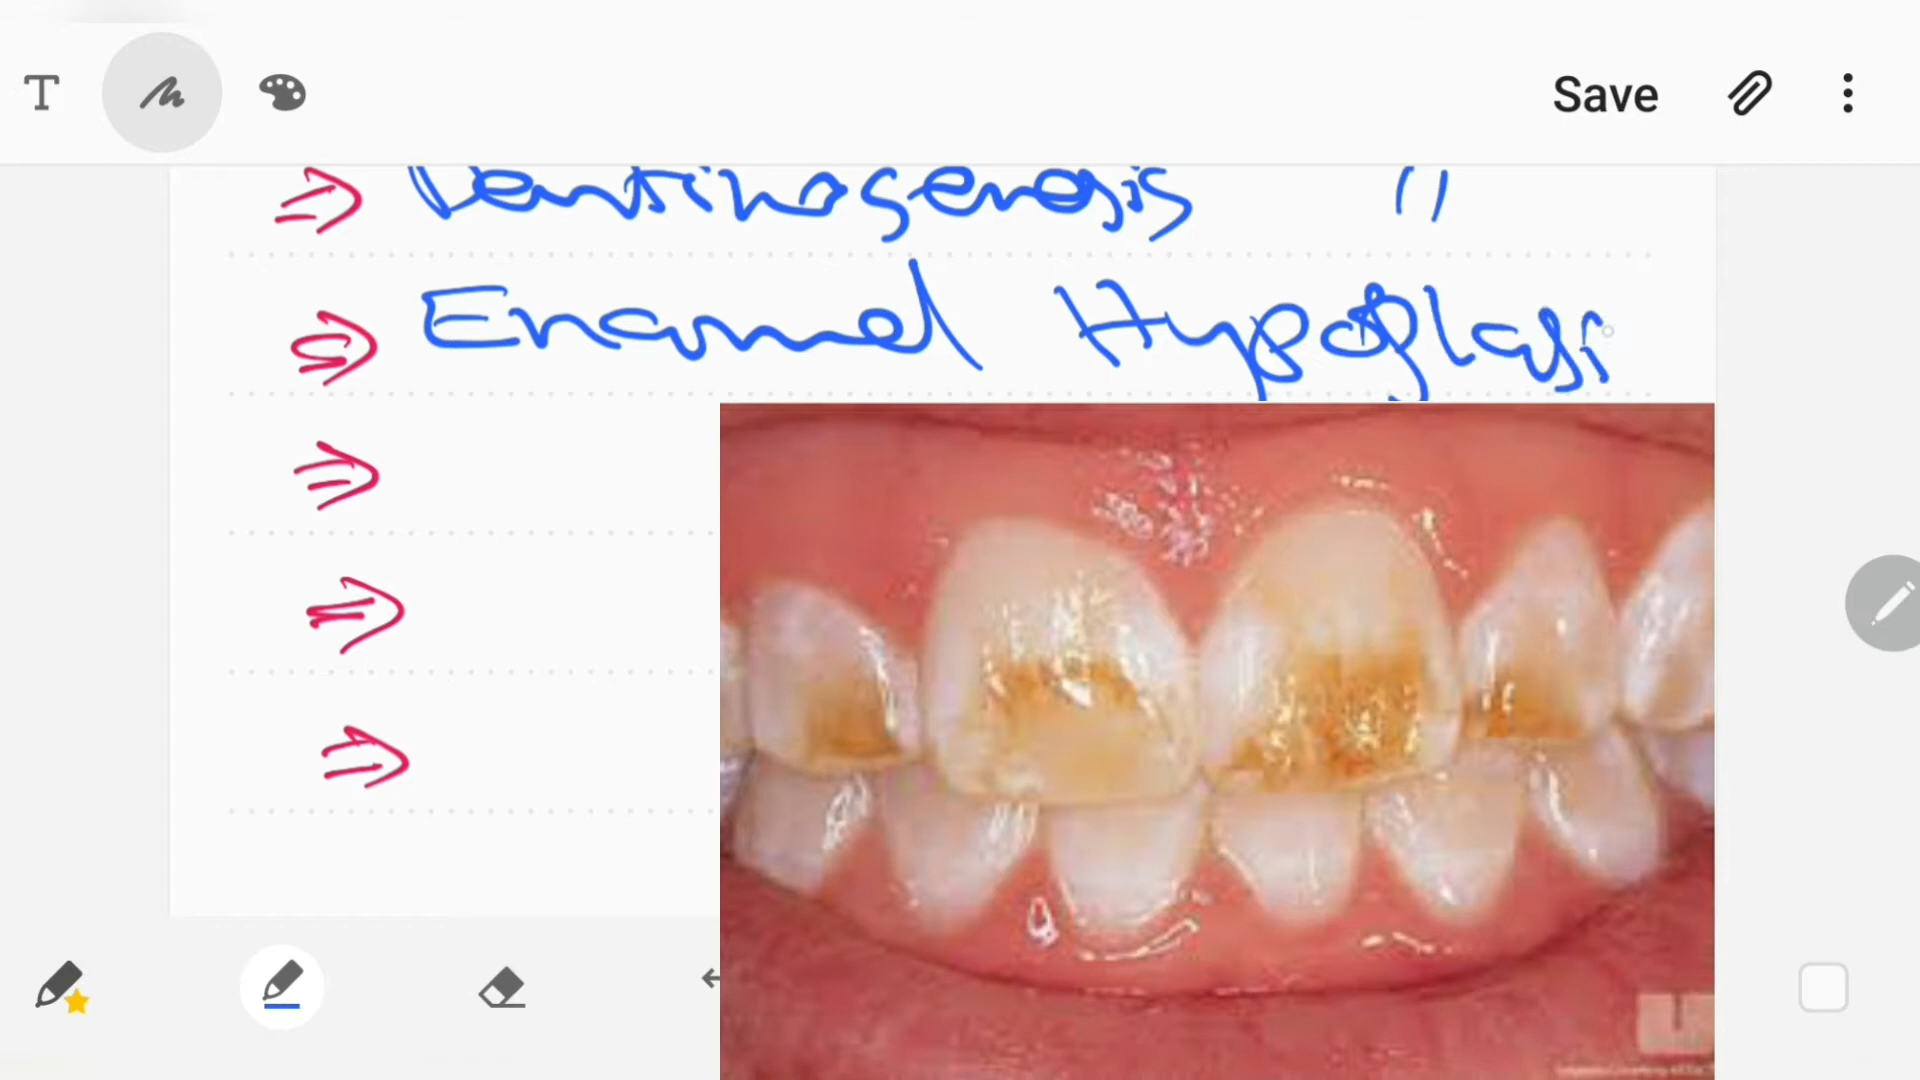 Save
Dentinogenesis "
Enamel Hypoplasi